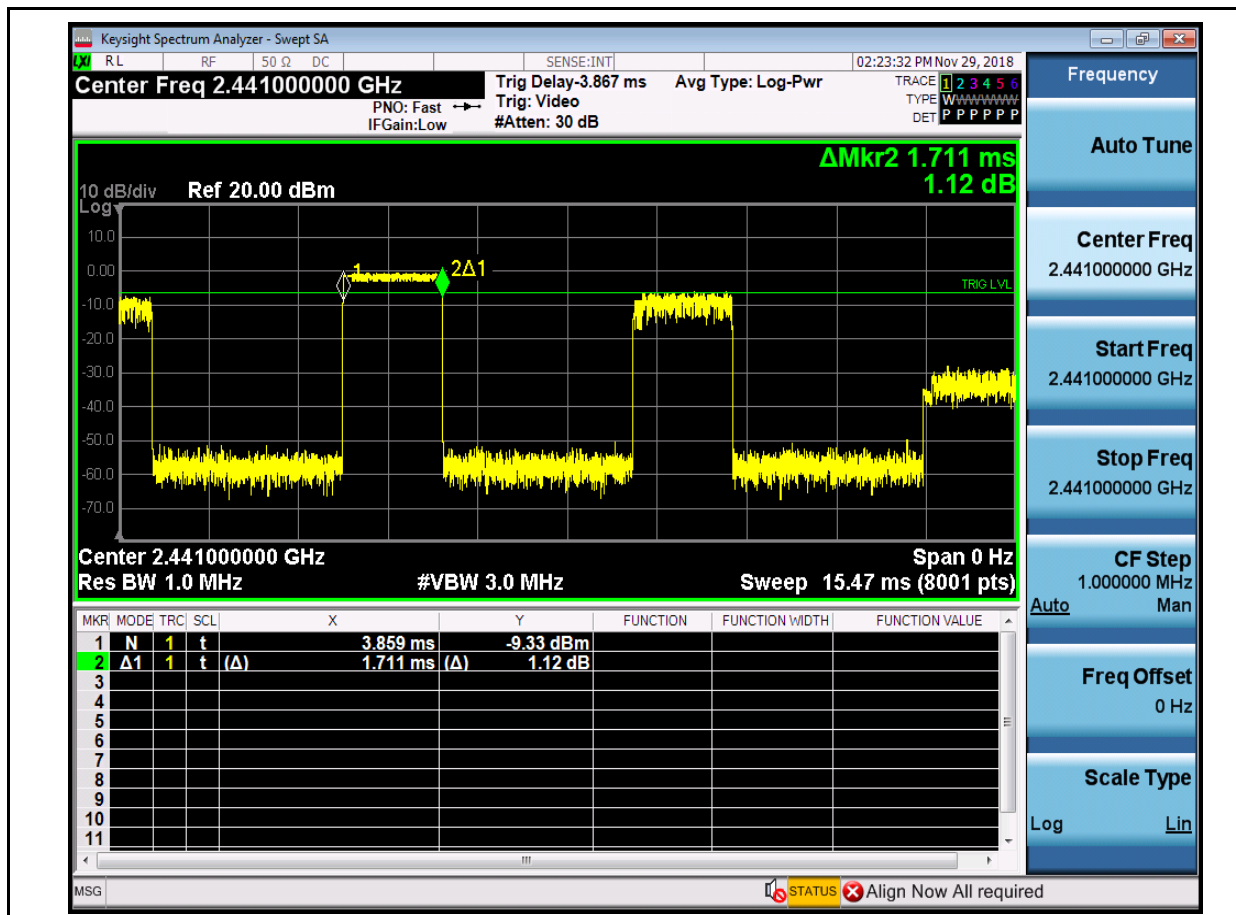 Keysight Spectrum Analyzer - Swept SA
LXI RL RF 50 Ω DC SENSE:INT 02:23:32 PM Nov 29, 2018
Center Freq 2.441000000 GHz
PNO: Fast
IFGain:Low
Trig Delay-3.867 ms
Trig: Video
#Atten: 30 dB
Avg Type: Log-Pwr
TRACE 1 2 3 4 5 6
TYPE WWWWWWW
DET P P P P P P
ΔMkr2 1.711 ms
1.12 dB
10 dB/div Ref 20.00 dBm
Log
10.0
0.00
-10.0
-20.0
-30.0
-40.0
-50.0
-60.0
-70.0
1
2Δ1
TRIG LVL
Center 2.441000000 GHz Span 0 Hz
Res BW 1.0 MHz #VBW 3.0 MHz Sweep 15.47 ms (8001 pts)
MKR MODE TRC SCL X Y FUNCTION FUNCTION WIDTH FUNCTION VALUE
1 N 1 t 3.859 ms -9.33 dBm
2 Δ1 1 t (Δ) 1.711 ms (Δ) 1.12 dB
3
4
5
6
7
8
9
10
11
MSG STATUS Align Now All required
Frequency
Auto Tune
Center Freq
2.441000000 GHz
Start Freq
2.441000000 GHz
Stop Freq
2.441000000 GHz
CF Step
1.000000 MHz
Auto Man
Freq Offset
0 Hz
Scale Type
Log Lin